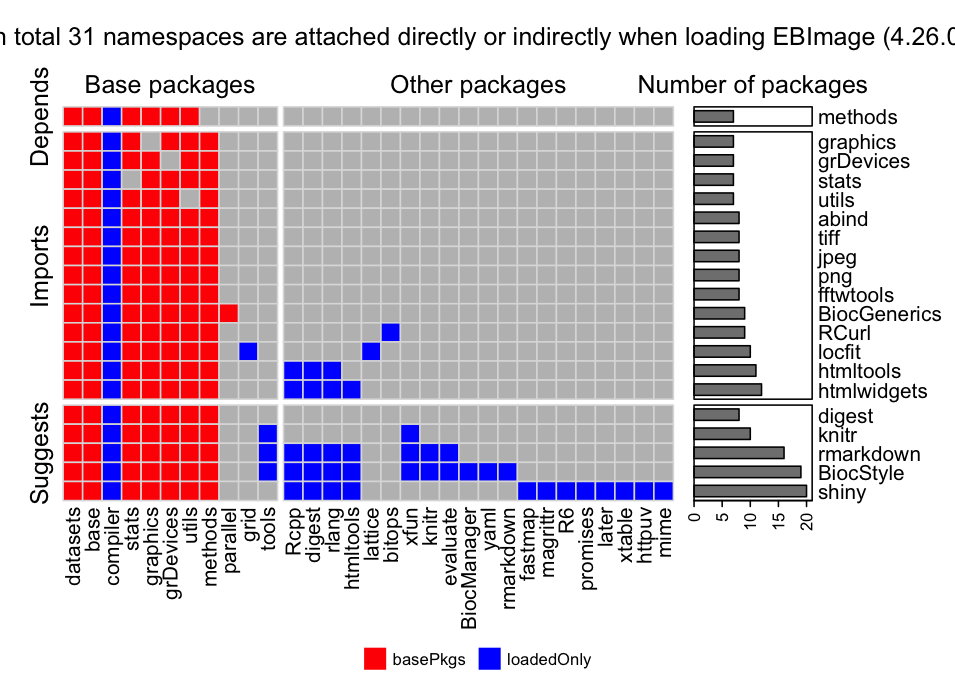 n total 31 namespaces are attached directly or indirectly when loading EBImage (4.26.0
Base packages
Other packages
Number of packages
Depends
Imports
Suggests
methods
graphics
grDevices
stats
utils
abind
tiff
jpeg
png
fftwtools
BiocGenerics
RCurl
locfit
htmltools
htmlwidgets
digest
knitr
rmarkdown
BiocStyle
shiny
datasets
base
compiler
stats
graphics
grDevices
utils
methods
parallel
grid
tools
Rcpp
digest
rlang
htmltools
lattice
bitops
xfun
knitr
evaluate
BiocManager
yaml
rmarkdown
fastmap
magrittr
R6
promises
later
xtable
httpuv
mime
0
5
10
15
20
basePkgs
loadedOnly